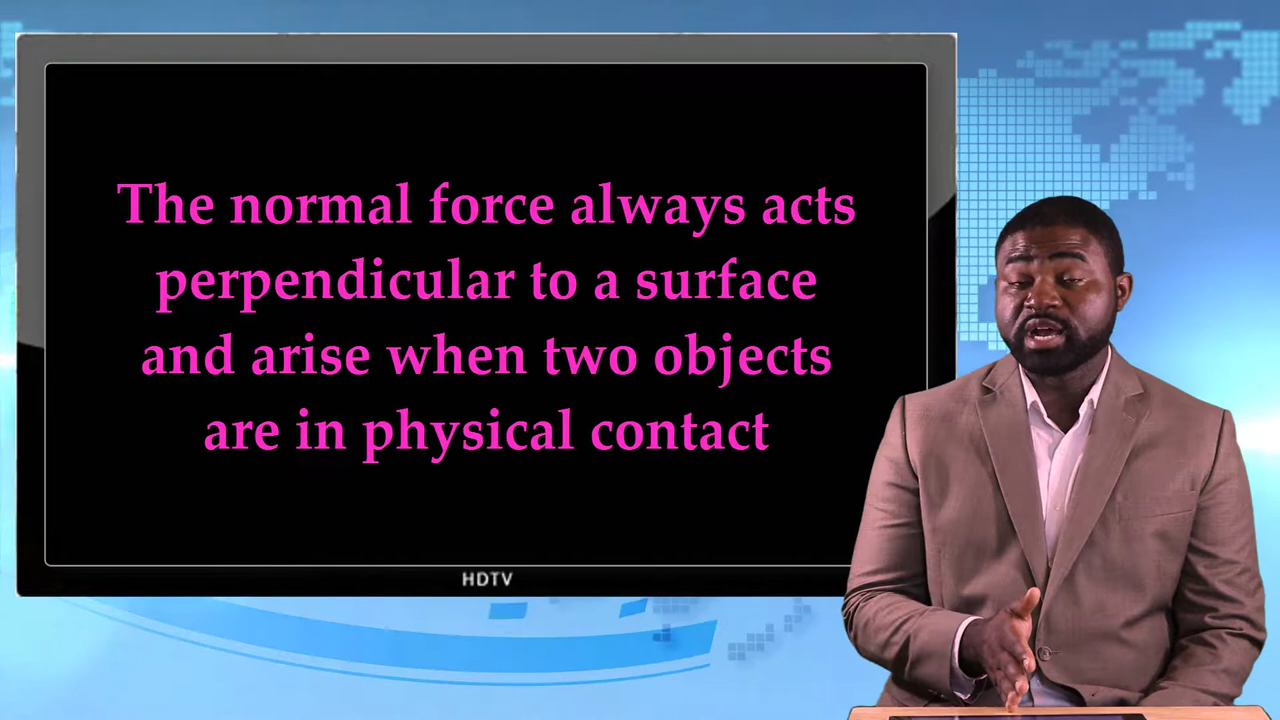 The normal force always acts
perpendicular to a surface
and arise when two objects
are in physical contact
HDTV